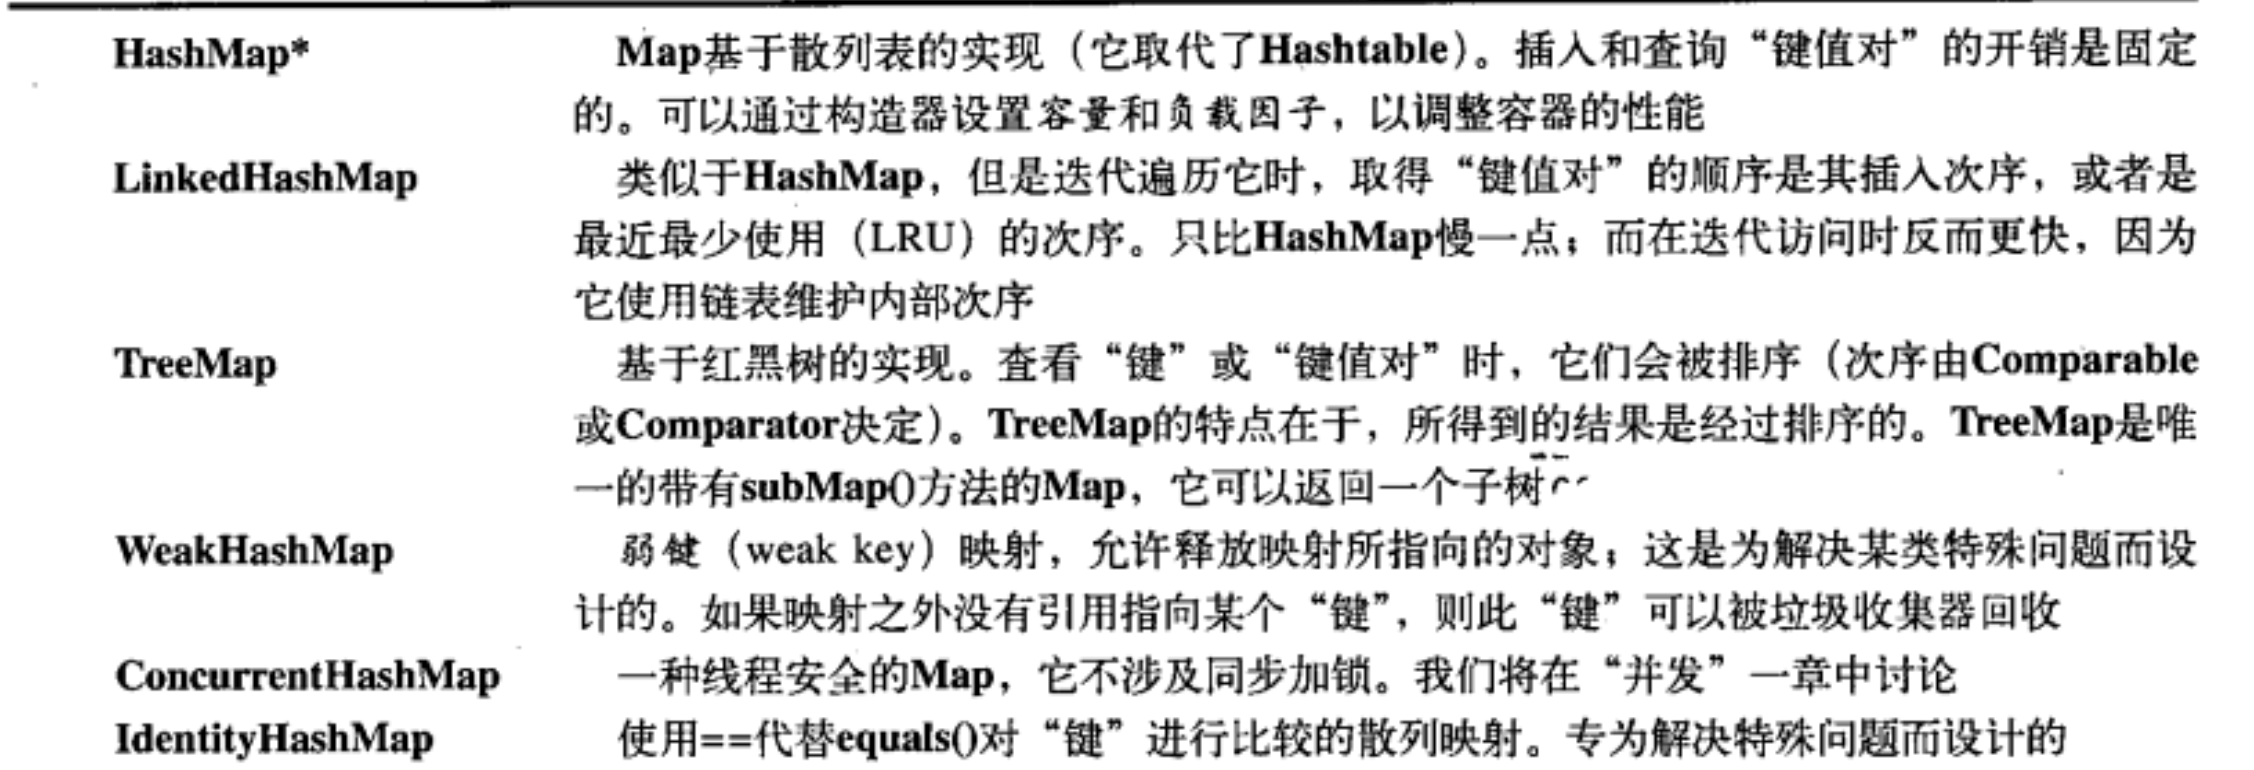 HashMap* Map基于散列表的实现（它取代了Hashtable）。插入和查询“键值对”的开销是固定
的。可以通过构造器设置容量和负载因子，以调整容器的性能
LinkedHashMap 类似于HashMap，但是迭代遍历它时，取得“键值对”的顺序是其插入次序，或者是
最近最少使用（LRU）的次序。只比HashMap慢一点；而在迭代访问时反而更快，因为
它使用链表维护内部次序
TreeMap 基于红黑树的实现。查看“键”或“键值对”时，它们会被排序（次序由Comparable
或Comparator决定）。TreeMap的特点在于，所得到的结果是经过排序的。TreeMap是唯
一的带有subMap()方法的Map，它可以返回一个子树
WeakHashMap 弱键（weak key）映射，允许释放映射所指向的对象；这是为解决某类特殊问题而设
计的。如果映射之外没有引用指向某个“键”，则此“键”可以被垃圾收集器回收
ConcurrentHashMap 一种线程安全的Map，它不涉及同步加锁。我们将在“并发”一章中讨论
IdentityHashMap 使用==代替equals()对“键”进行比较的散列映射。专为解决特殊问题而设计的